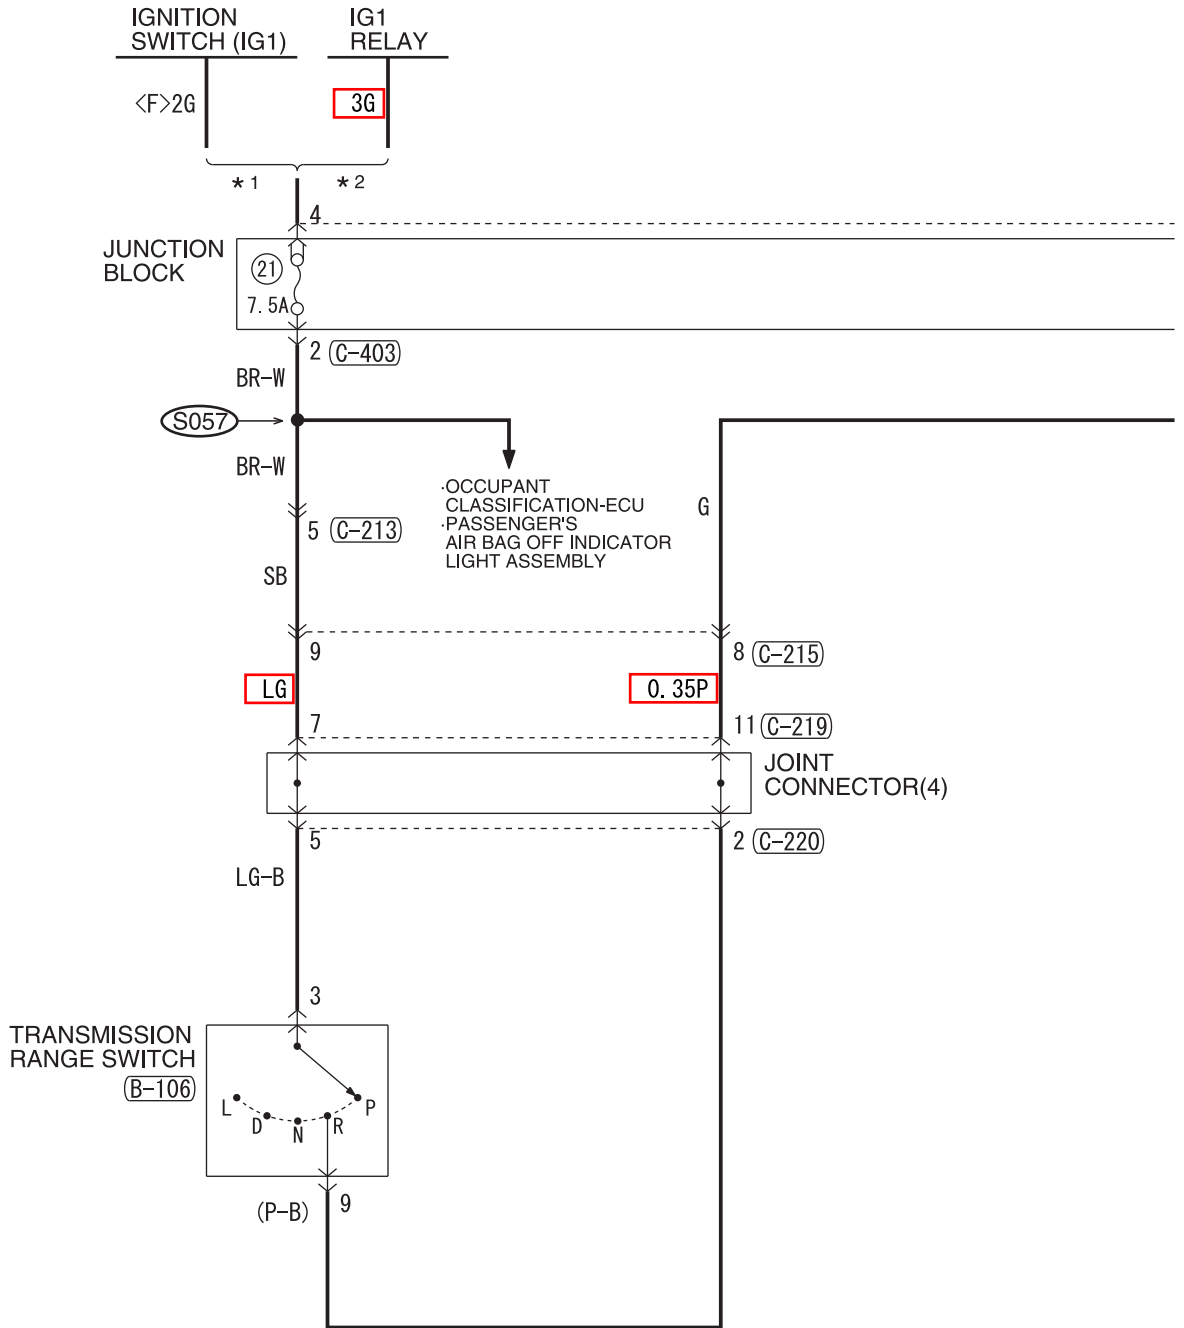 IGNITION
SWITCH (IG1)
IG1
RELAY
<F>2G
3G
*1
*2
4
JUNCTION
BLOCK
21
7.5A
2 (C-403)
BR-W
S057
BR-W
·OCCUPANT
CLASSIFICATION-ECU
·PASSENGER'S
AIR BAG OFF INDICATOR
LIGHT ASSEMBLY
G
5 (C-213)
SB
9
8 (C-215)
LG
0.35P
7
11 (C-219)
JOINT
CONNECTOR(4)
5
2 (C-220)
LG-B
3
TRANSMISSION
RANGE SWITCH
(B-106)
L
D
N
R
P
(P-B)
9